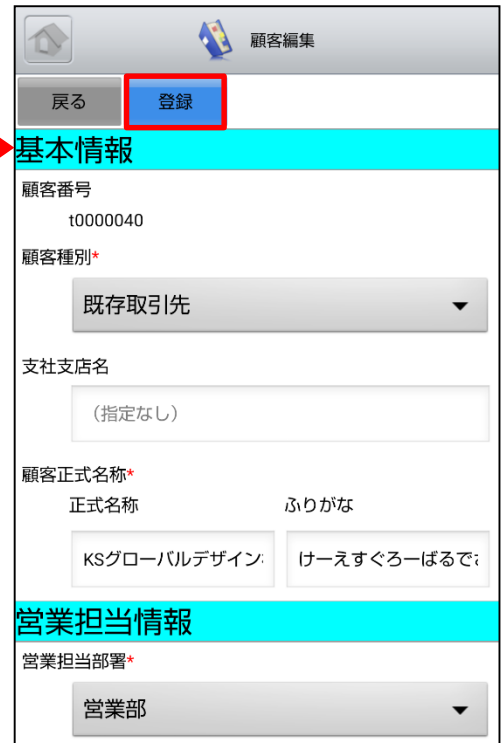 顧客編集
戻る 登録
基本情報
顧客番号
t0000040
顧客種別*
既存取引先
支社支店名
（指定なし）
顧客正式名称*
正式名称 ふりがな
KSグローバルデザイン けーえすぐろーばるで
営業担当情報
営業担当部署*
営業部